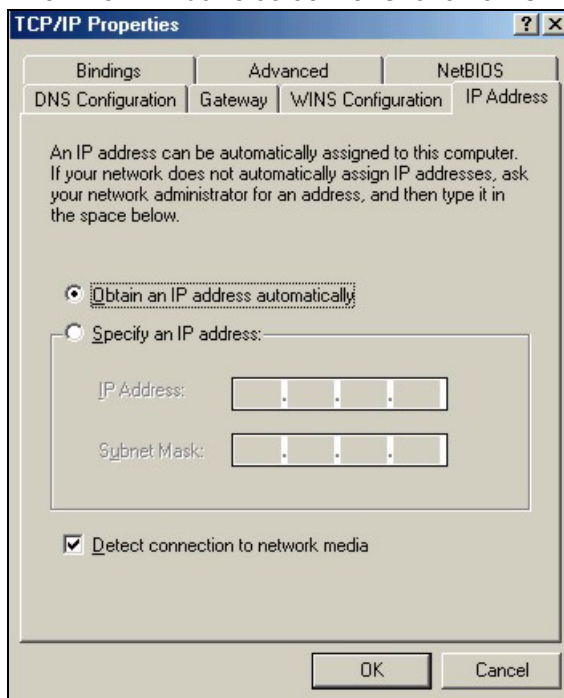 TCP/IP Properties
Bindings Advanced NetBIOS
DNS Configuration Gateway WINS Configuration IP Address
An IP address can be automatically assigned to this computer.
If your network does not automatically assign IP addresses, ask
your network administrator for an address, and then type it in
the space below.
Obtain an IP address automatically
Specify an IP address:
IP Address:
Subnet Mask:
Detect connection to network media
OK Cancel